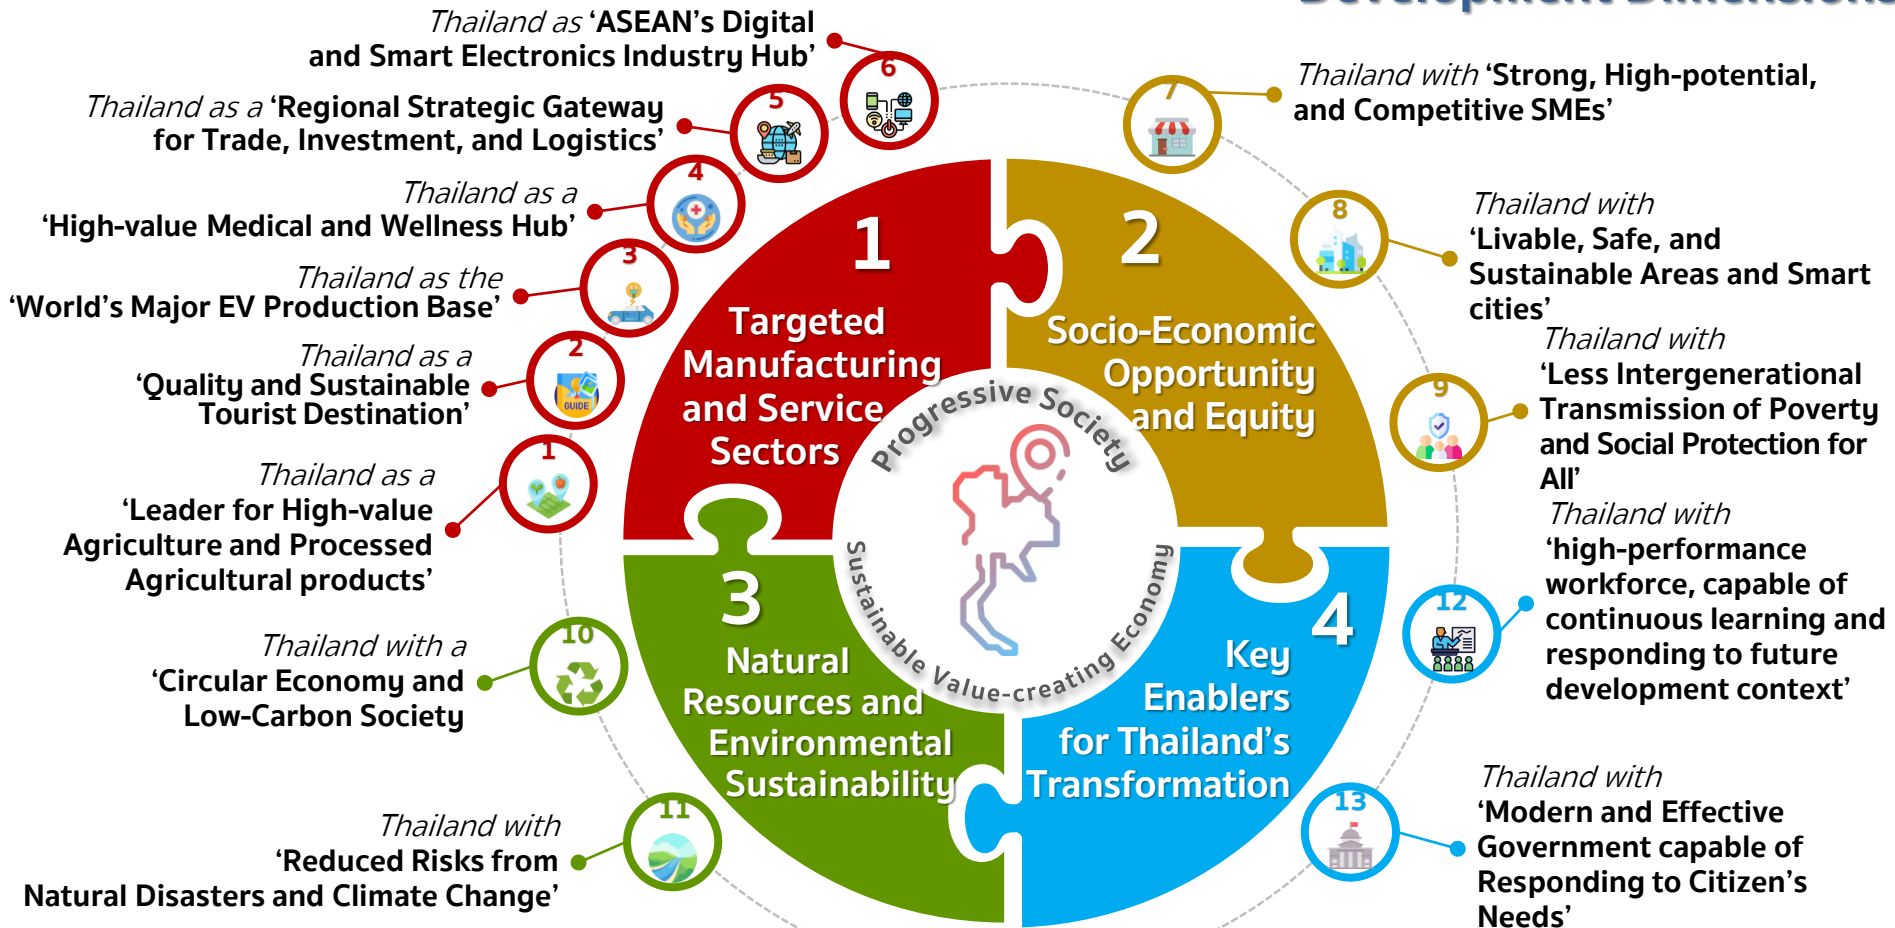 Development Dimensions
Thailand as 'ASEAN's Digital
and Smart Electronics Industry Hub'
6
Thailand as a 'Regional Strategic Gateway
for Trade, Investment, and Logistics'
5
Thailand as a
'High-value Medical and Wellness Hub'
4
Thailand as the
'World's Major EV Production Base'
3
Thailand as a
'Quality and Sustainable
Tourist Destination'
2
GUIDE
Thailand as a
'Leader for High-value
Agriculture and Processed
Agricultural products'
1
Thailand with a
'Circular Economy and
Low-Carbon Society
10
Thailand with
'Reduced Risks from
Natural Disasters and Climate Change'
11
1
Targeted
Manufacturing
and Service
Sectors
2
Socio-Economic
Opportunity
and Equity
Progressive Society
Sustainable Value-creating Economy
3
Natural
Resources and
Environmental
Sustainability
4
Key
Enablers
for Thailand's
Transformation
7
Thailand with 'Strong, High-potential,
and Competitive SMEs'
8
Thailand with
'Livable, Safe, and
Sustainable Areas and Smart
cities'
9
Thailand with
'Less Intergenerational
Transmission of Poverty
and Social Protection for
All'
12
Thailand with
'high-performance
workforce, capable of
continuous learning and
responding to future
development context'
13
Thailand with
'Modern and Effective
Government capable of
Responding to Citizen's
Needs'